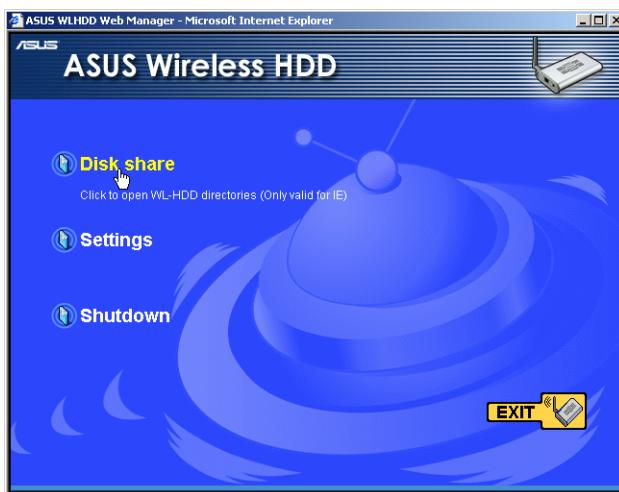 ASUS WLHDD Web Manager - Microsoft Internet Explorer
ASUS
ASUS Wireless HDD
Disk share
Click to open WL-HDD directories (Only valid for IE)
Settings
Shutdown
EXIT